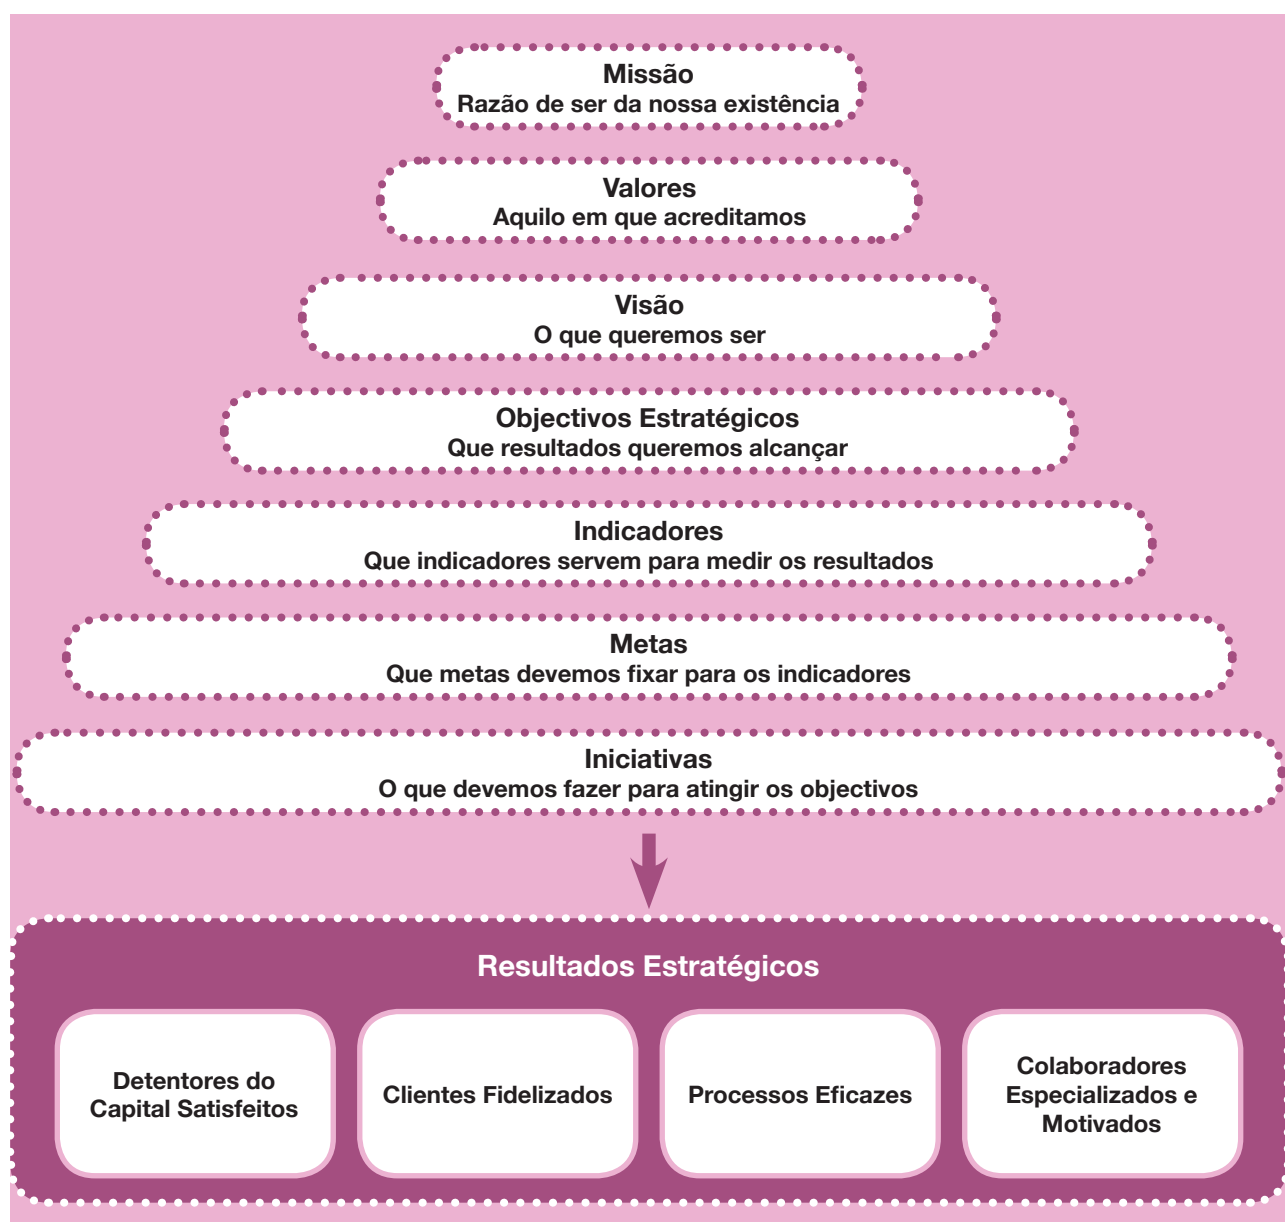 Missão
Razão de ser da nossa existência
Valores
Aquilo em que acreditamos
Visão
O que queremos ser
Objectivos Estratégicos
Que resultados queremos alcançar
Indicadores
Que indicadores servem para medir os resultados
Metas
Que metas devemos fixar para os indicadores
Iniciativas
O que devemos fazer para atingir os objectivos
Resultados Estratégicos
Detentores do
Capital Satisfeitos
Clientes Fidelizados
Processos Eficazes
Colaboradores
Especializados e
Motivados